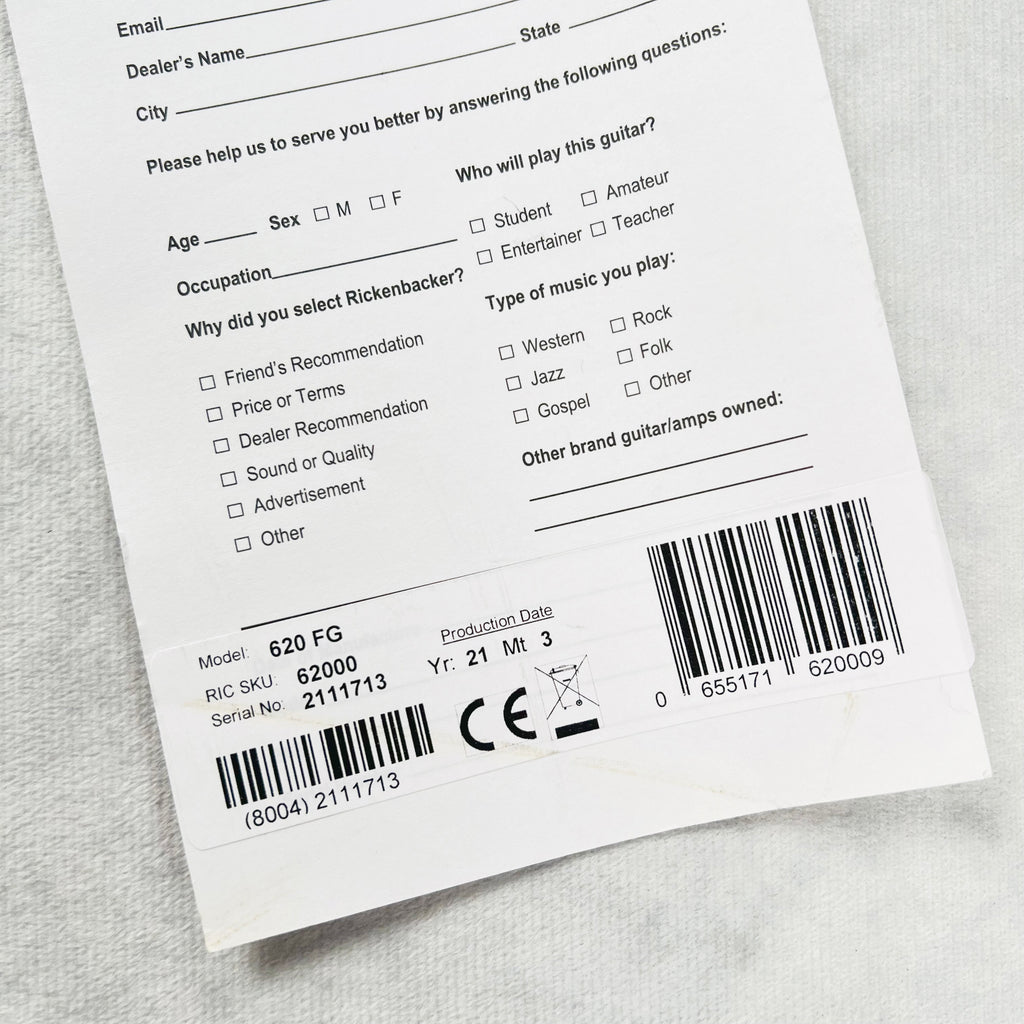 Email
Dealer's Name
City State
Please help us to serve you better by answering the following questions:
Age Sex ☐ M ☐ F
Occupation
Why did you select Rickenbacker?
☐ Friend's Recommendation
☐ Price or Terms
☐ Dealer Recommendation
☐ Sound or Quality
☐ Advertisement
☐ Other
Who will play this guitar?
☐ Student ☐ Amateur
☐ Entertainer ☐ Teacher
Type of music you play:
☐ Western ☐ Rock
☐ Jazz ☐ Folk
☐ Gospel ☐ Other
Other brand guitar/amps owned:
Model: 620 FG
RIC SKU: 62000
Serial No: 2111713
(8004) 2111713
Production Date
Yr: 21 Mt 3
CE
0 655171 620009